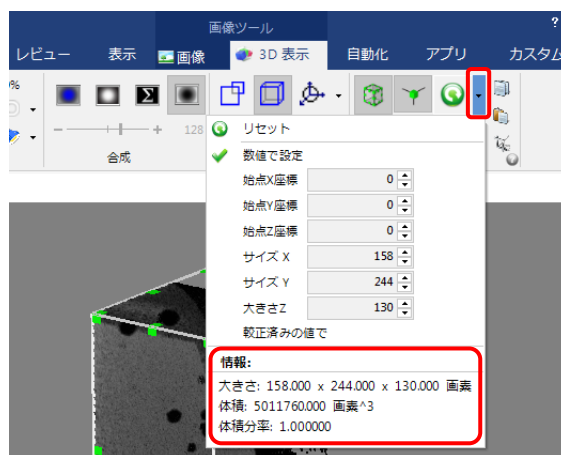 画像ツール
?
レビュー 表示 画像 3D 表示 自動化 アプリ カスタム
%
Σ
- + 128
合成
リセット
数値で設定
始点X座標 0
始点Y座標 0
始点Z座標 0
サイズ X 158
サイズ Y 244
大きさZ 130
較正済みの値で
情報:
大きさ: 158.000 x 244.000 x 130.000 画素
体積: 5011760.000 画素^3
体積分率: 1.000000